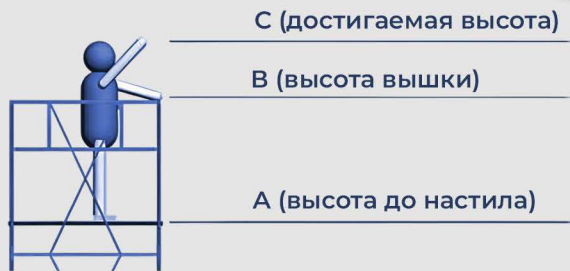 С (достигаемая высота)
В (высота вышки)
А (высота до настила)